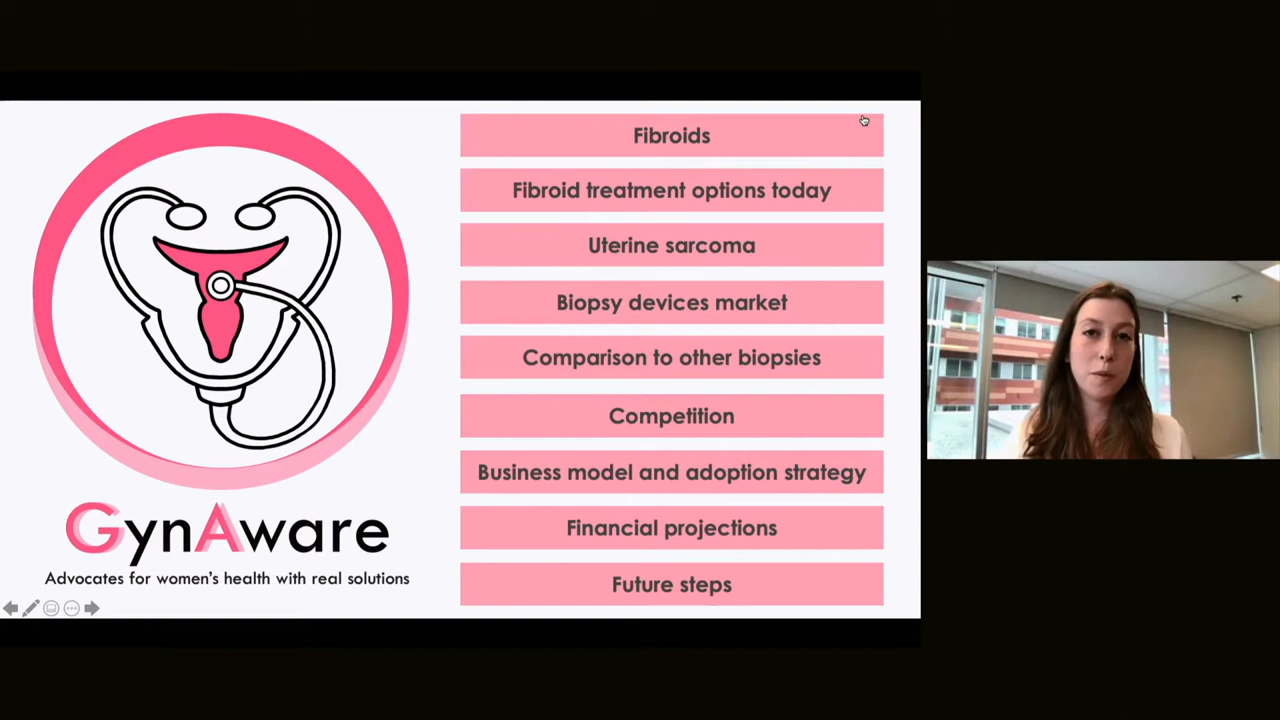 Fibroids
Fibroid treatment options today
Uterine sarcoma
Biopsy devices market
Comparison to other biopsies
Competition
Business model and adoption strategy
Financial projections
Future steps
GynAware
Advocates for women's health with real solutions